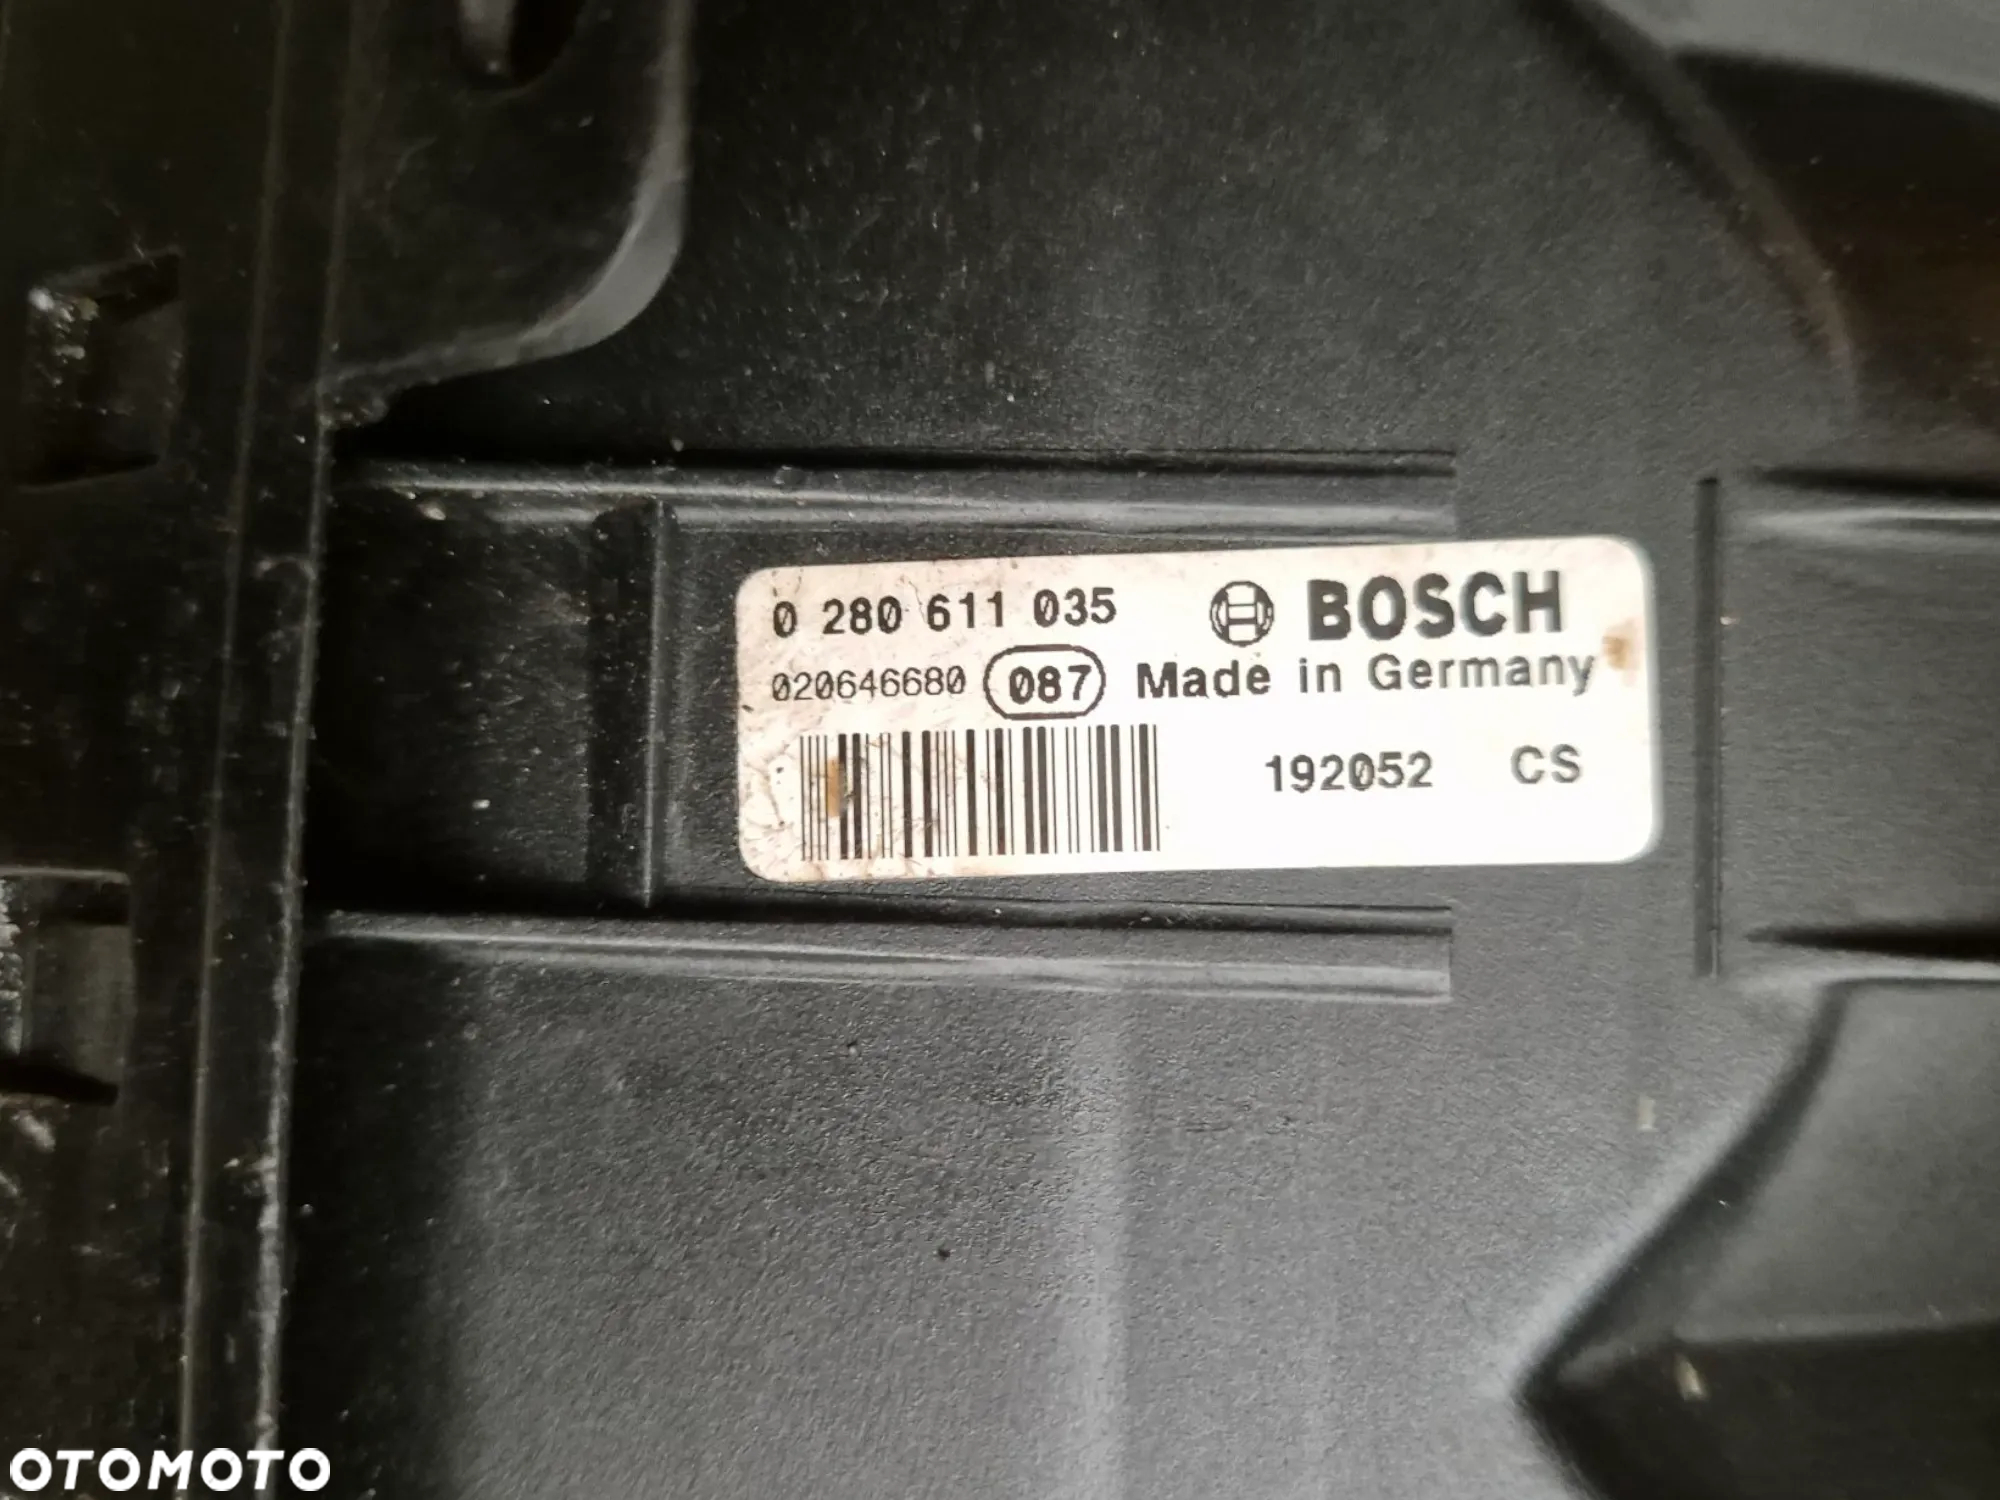 0 280 611 035 BOSCH
020646680 087 Made in Germany
192052 CS
OTOMOTO